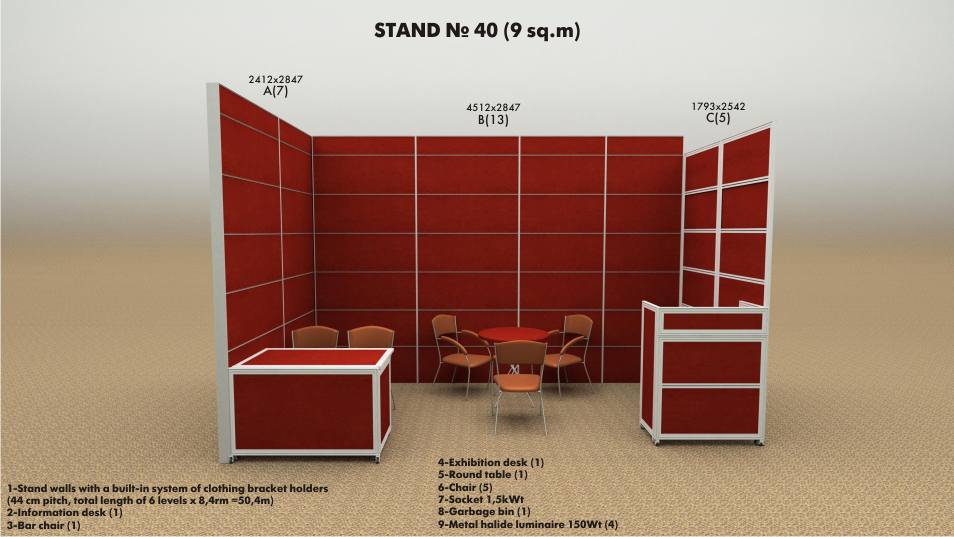 STAND № 40 (9 sq.m)
2412x2847
A(7)
4512x2847
B(13)
1793x2542
C(5)
1-Stand walls with a built-in system of clothing bracket holders
(44 cm pitch, total length of 6 levels x 8,4rm =50,4m)
2-Information desk (1)
3-Bar chair (1)
4-Exhibition desk (1)
5-Round table (1)
6-Chair (5)
7-Socket 1,5kWt
8-Garbage bin (1)
9-Metal halide luminaire 150Wt (4)